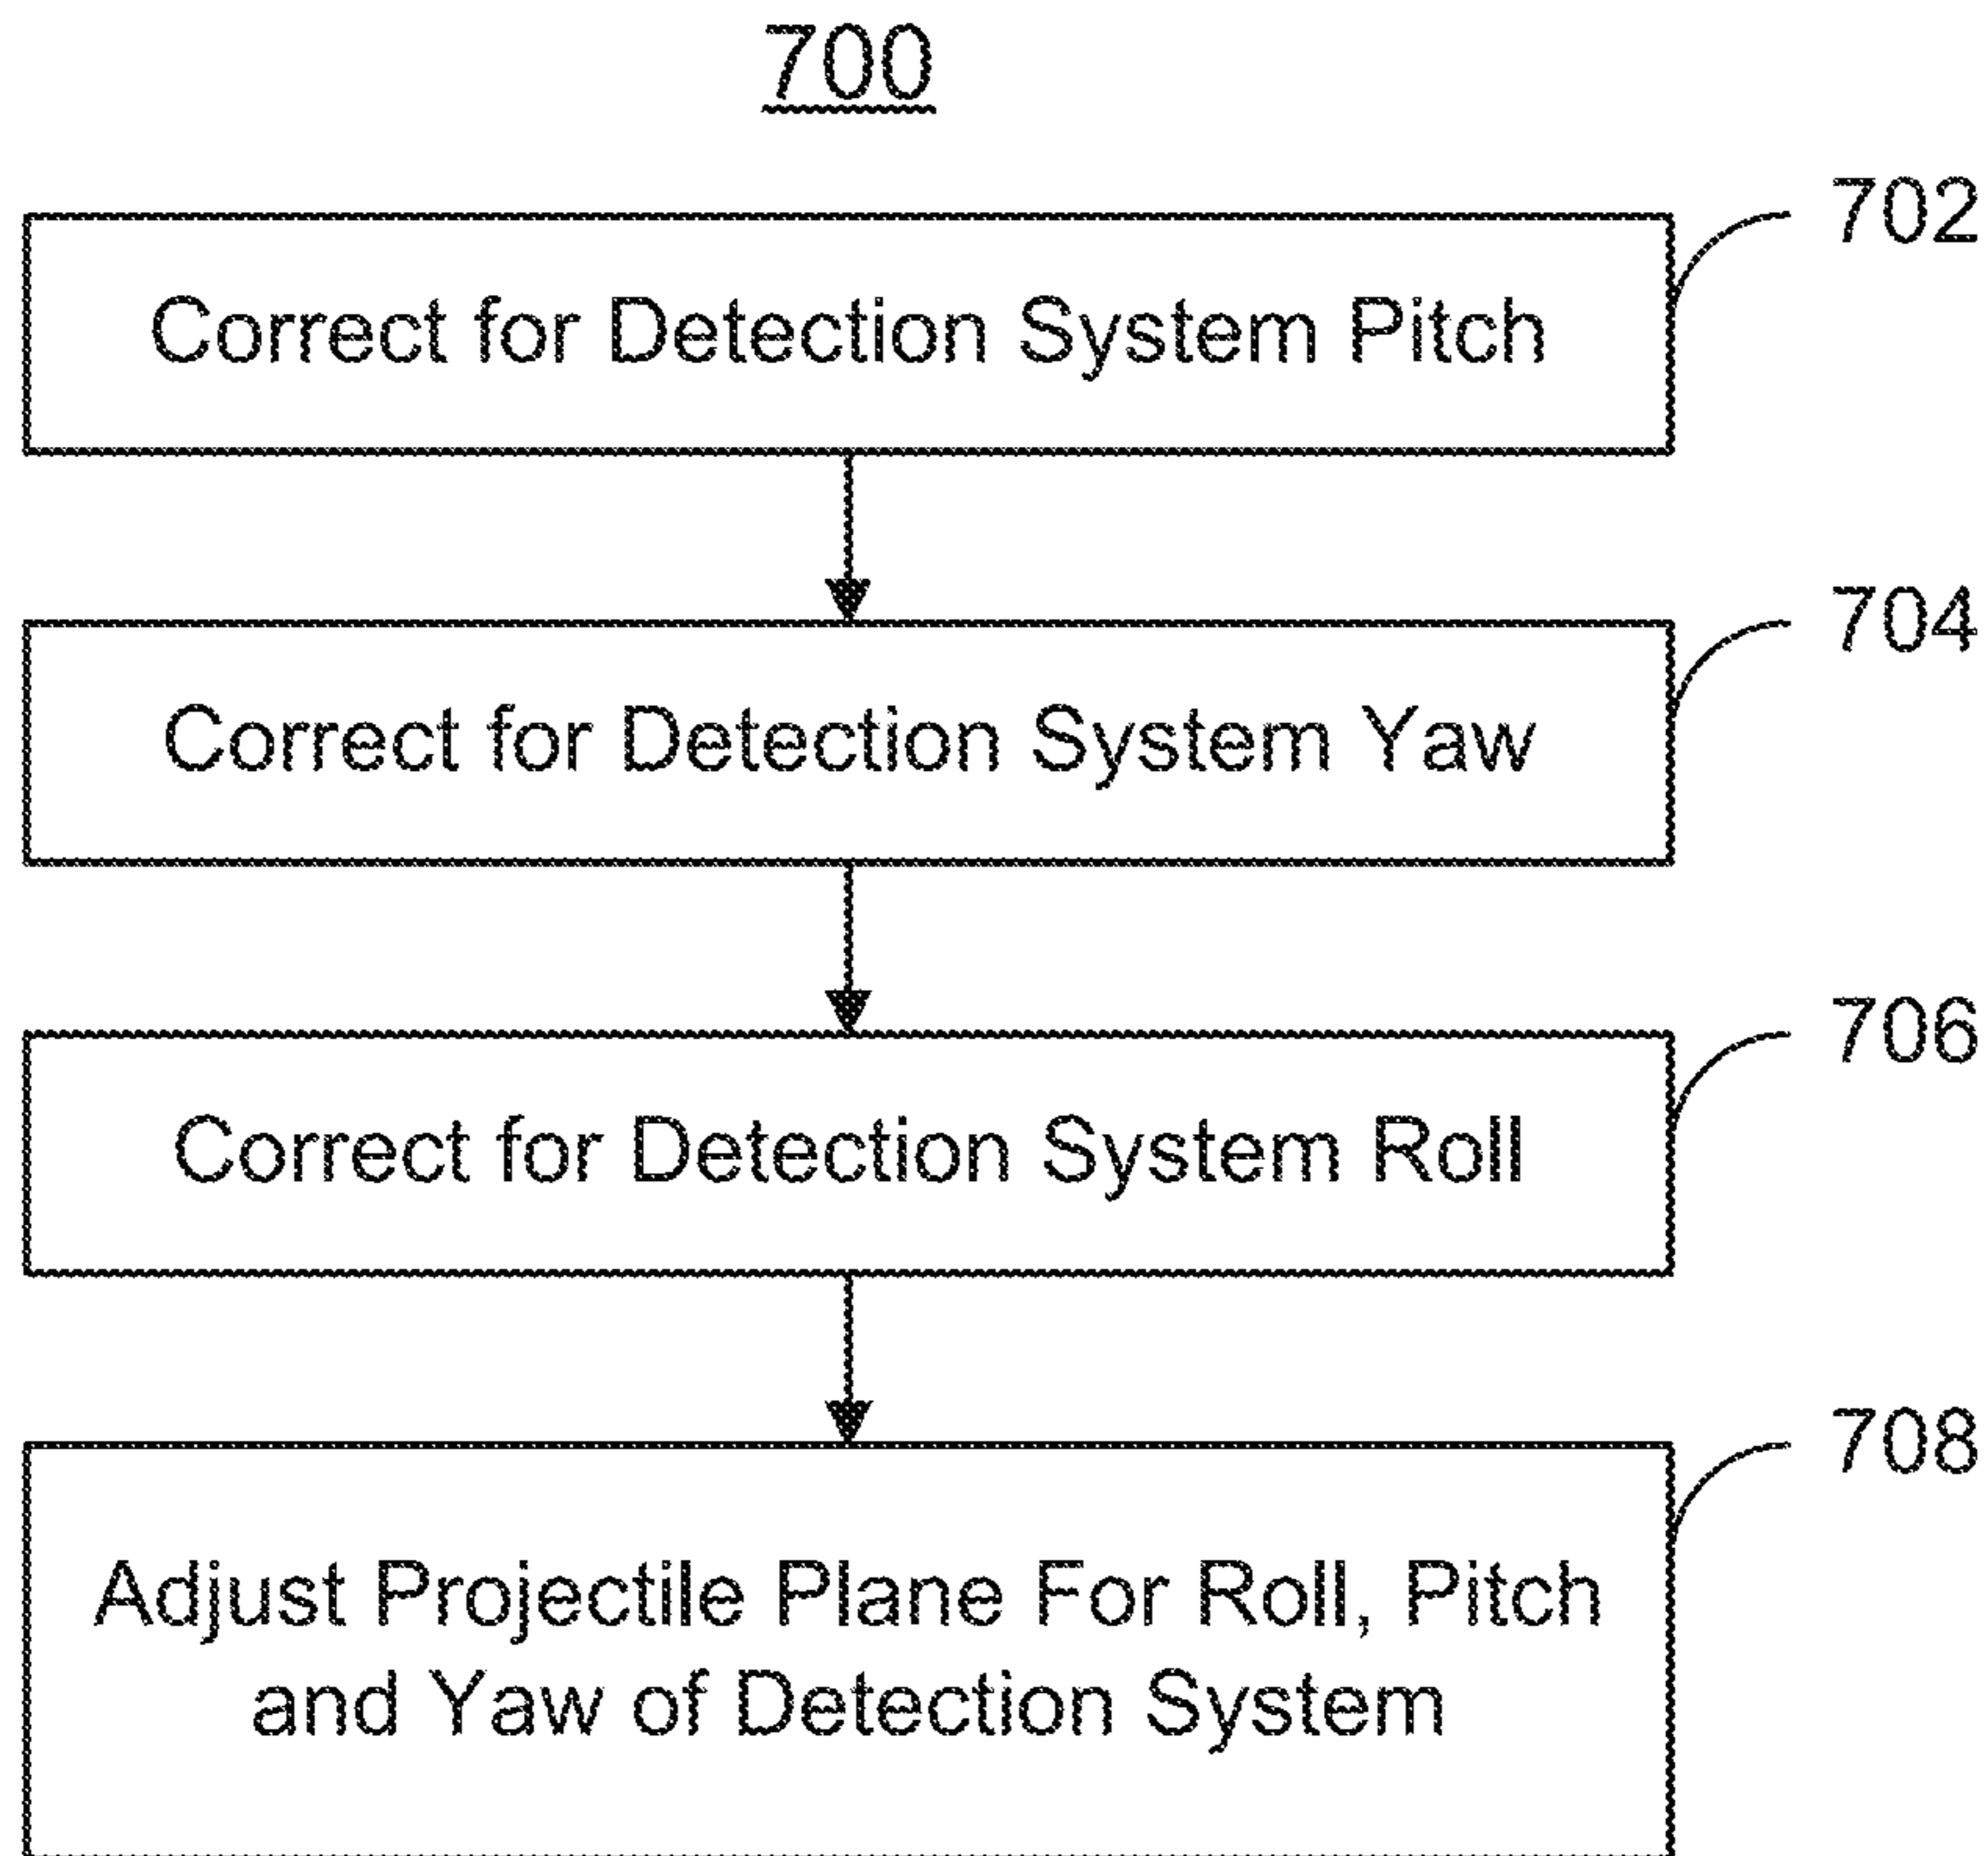 700
702
Correct for Detection System Pitch
704
Correct for Detection System Yaw
706
Correct for Detection System Roll
708
Adjust Projectile Plane For Roll, Pitch
and Yaw of Detection System